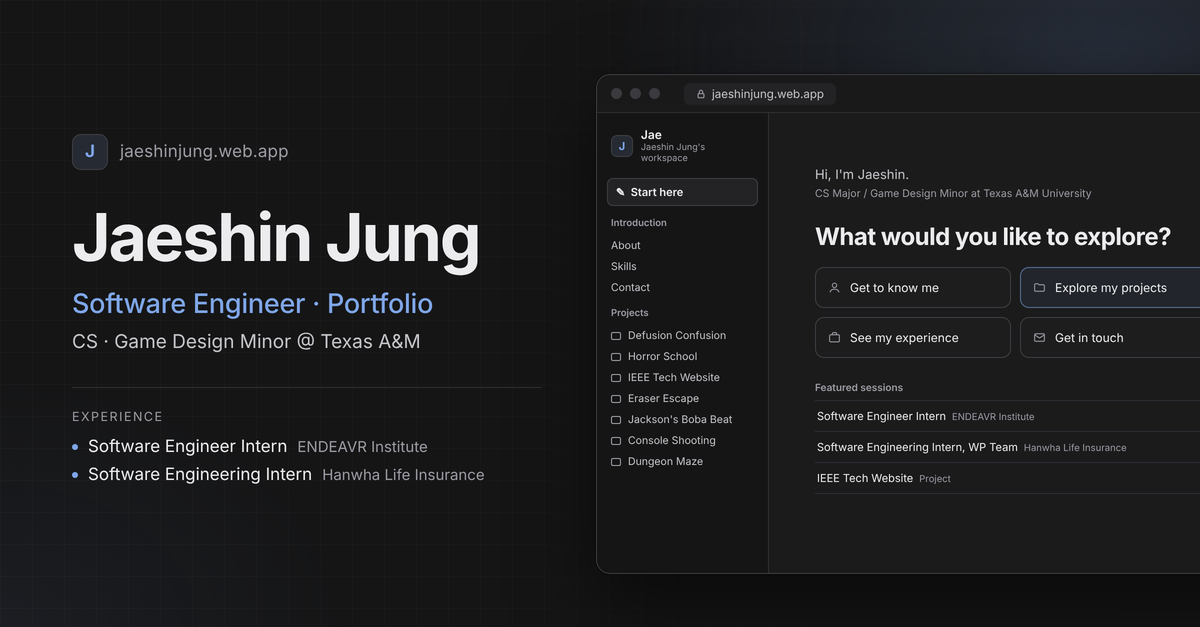 J jaeshinjung.web.app
Jaeshin Jung
Software Engineer · Portfolio
CS · Game Design Minor @ Texas A&M
EXPERIENCE
• Software Engineer Intern ENDEAVR Institute
• Software Engineering Intern Hanwha Life Insurance
jaeshinjung.web.app
J
Jae
Jaeshin Jung's
workspace
✎ Start here
Introduction
About
Skills
Contact
Projects
Defusion Confusion
Horror School
IEEE Tech Website
Eraser Escape
Jackson's Boba Beat
Console Shooting
Dungeon Maze
Hi, I'm Jaeshin.
CS Major / Game Design Minor at Texas A&M University
What would you like to explore?
Get to know me
Explore my projects
See my experience
Get in touch
Featured sessions
Software Engineer Intern ENDEAVR Institute
Software Engineering Intern, WP Team Hanwha Life Insurance
IEEE Tech Website Project